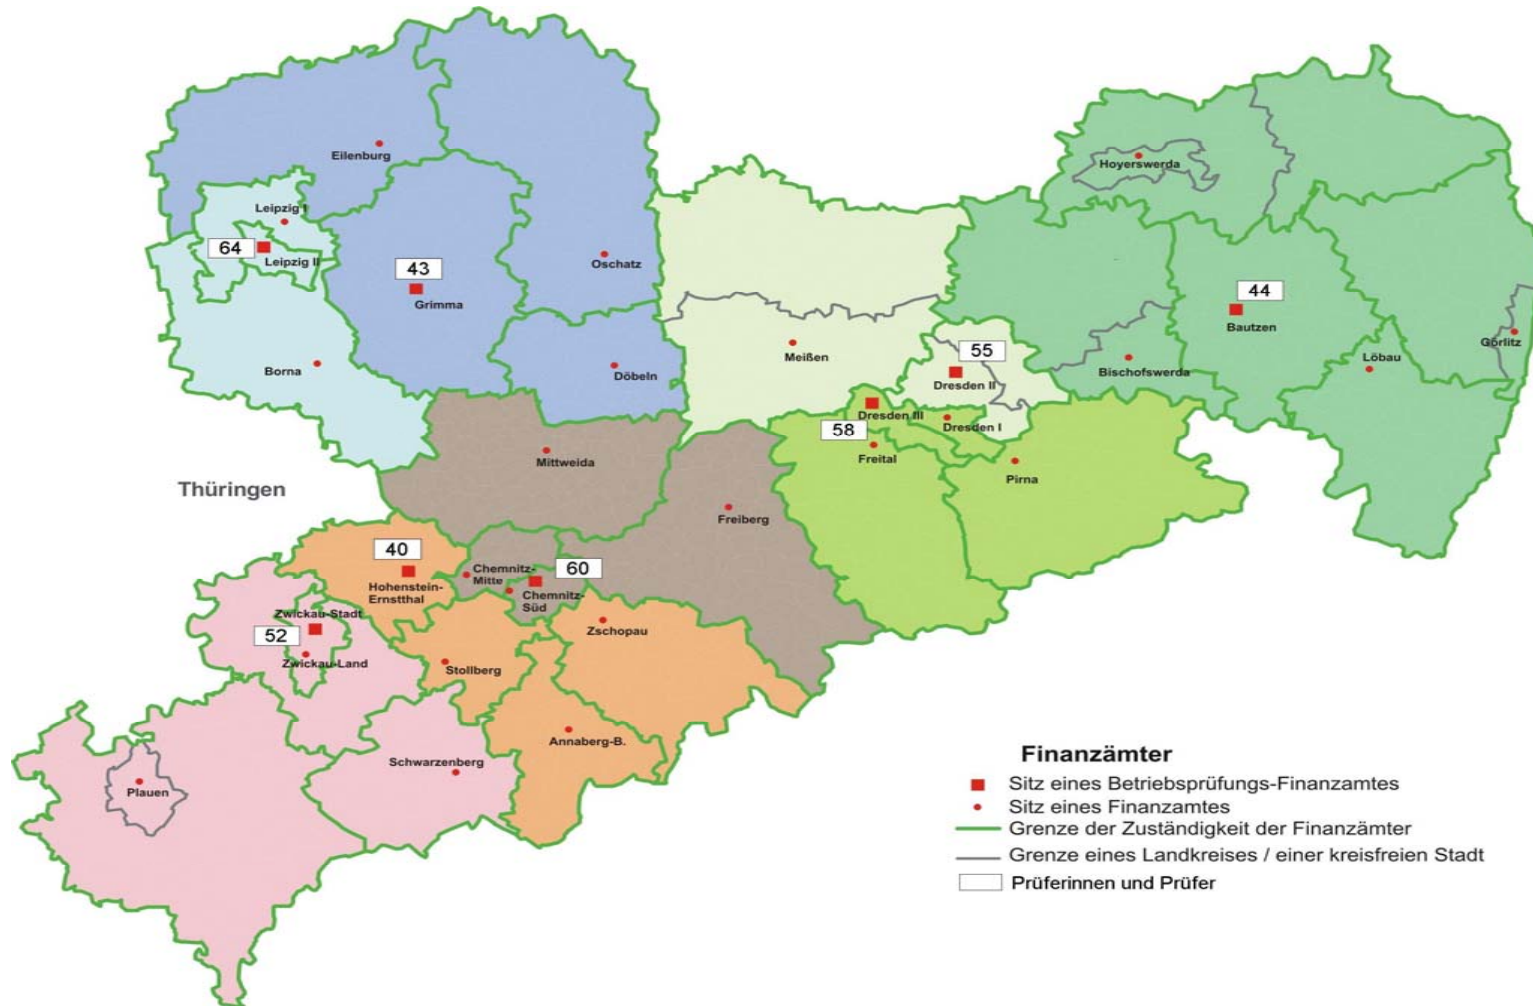 Eilenburg
Hoyerswerda
Leipzig I
64
Leipzig II
43
Grimma
Oschatz
44
Bautzen
Görlitz
Borna
Döbeln
Meißen
55
Dresden II
Bischofswerda
Löbau
Dresden III
58
Dresden I
Freital
Pirna
Mittweida
Thüringen
Freiberg
40
Hohenstein-
Ernstthal
Chemnitz-
Mitte
60
Chemnitz-
Süd
Zwickau-Stadt
52
Zwickau-Land
Zschopau
Stollberg
Annaberg-B.
Schwarzenberg
Plauen
Finanzämter
Sitz eines Betriebsprüfungs-Finanzamtes
Sitz eines Finanzamtes
Grenze der Zuständigkeit der Finanzämter
Grenze eines Landkreises / einer kreisfreien Stadt
Prüferinnen und Prüfer